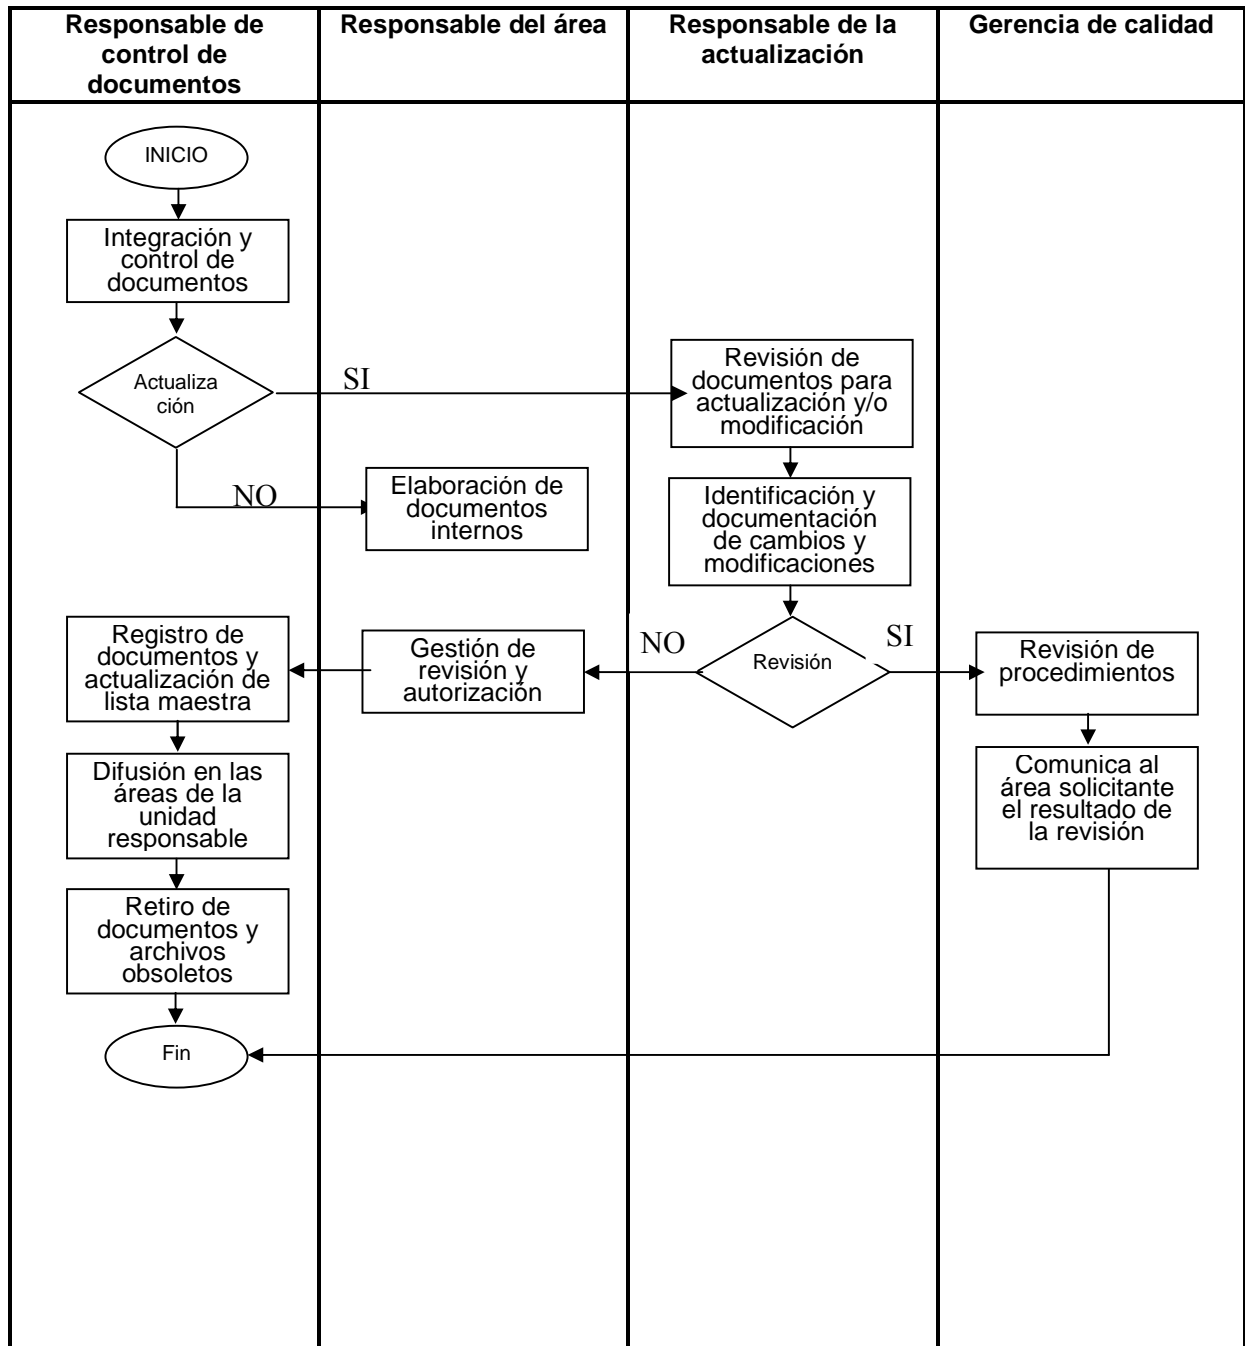 Responsable de
control de
documentos
Responsable del área
Responsable de la
actualización
Gerencia de calidad
INICIO
Integración y
control de
documentos
Actualiza
ción
SI
Revisión de
documentos para
actualización y/o
modificación
NO
Elaboración de
documentos
internos
Identificación y
documentación
de cambios y
modificaciones
Registro de
documentos y
actualización de
lista maestra
Gestión de
revisión y
autorización
NO
Revisión
SI
Revisión de
procedimientos
Difusión en las
áreas de la
unidad
responsable
Comunica al
área solicitante
el resultado de
la revisión
Retiro de
documentos y
archivos
obsoletos
Fin